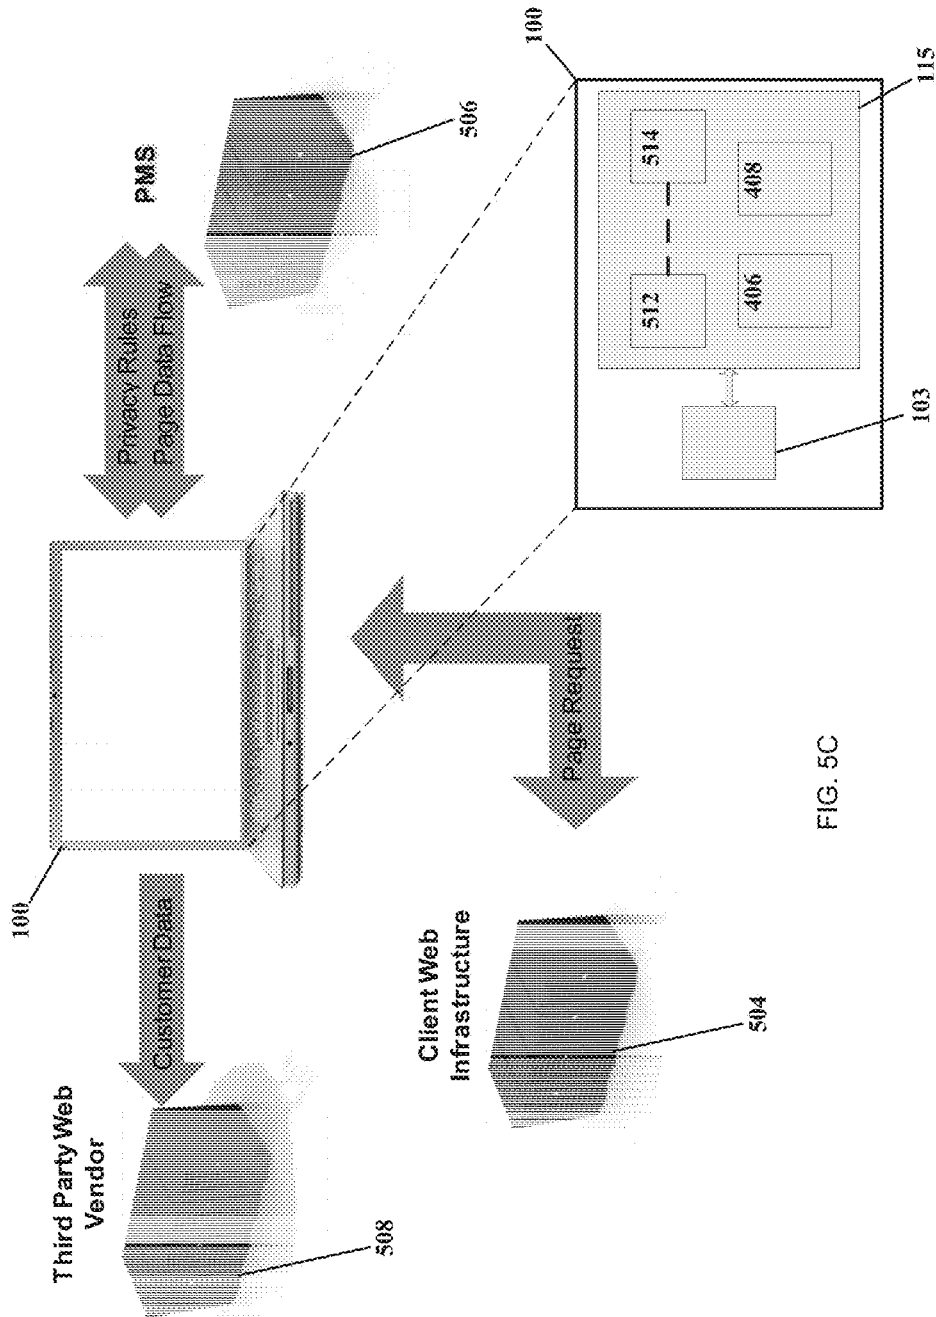 Third Party Web
Vendor
508
Customer Data
100
Privacy Rules
Page Data Flow
PMS
506
Client Web
Infrastructure
504
Page Request
100
512
514
406
408
115
103
FIG. 5C